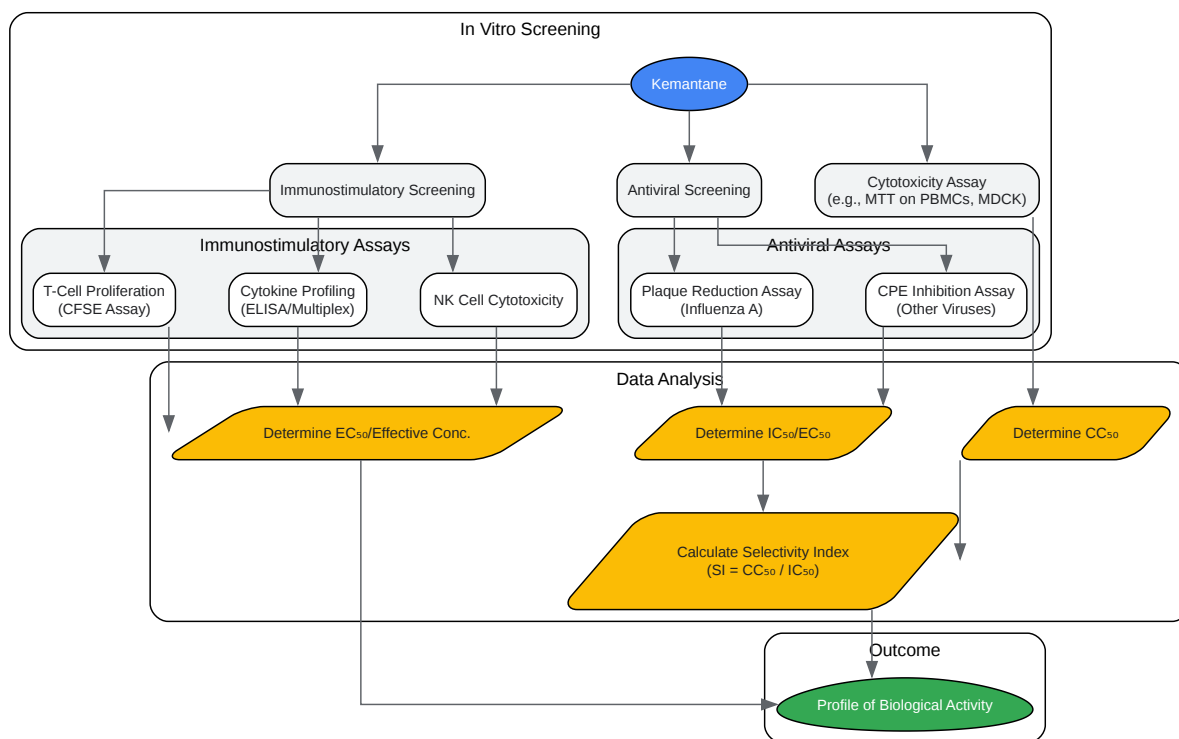 In Vitro Screening
Kemantane
Immunostimulatory Screening
Antiviral Screening
Cytotoxicity Assay
(e.g., MTT on PBMCs, MDCK)
Immunostimulatory Assays
Antiviral Assays
T-Cell Proliferation
(CFSE Assay)
Cytokine Profiling
(ELISA/Multiplex)
NK Cell Cytotoxicity
Plaque Reduction Assay
(Influenza A)
CPE Inhibition Assay
(Other Viruses)
Data Analysis
Determine EC₅₀/Effective Conc.
Determine IC₅₀/EC₅₀
Determine CC₅₀
Calculate Selectivity Index
(SI = CC₅₀ / IC₅₀)
Outcome
Profile of Biological Activity